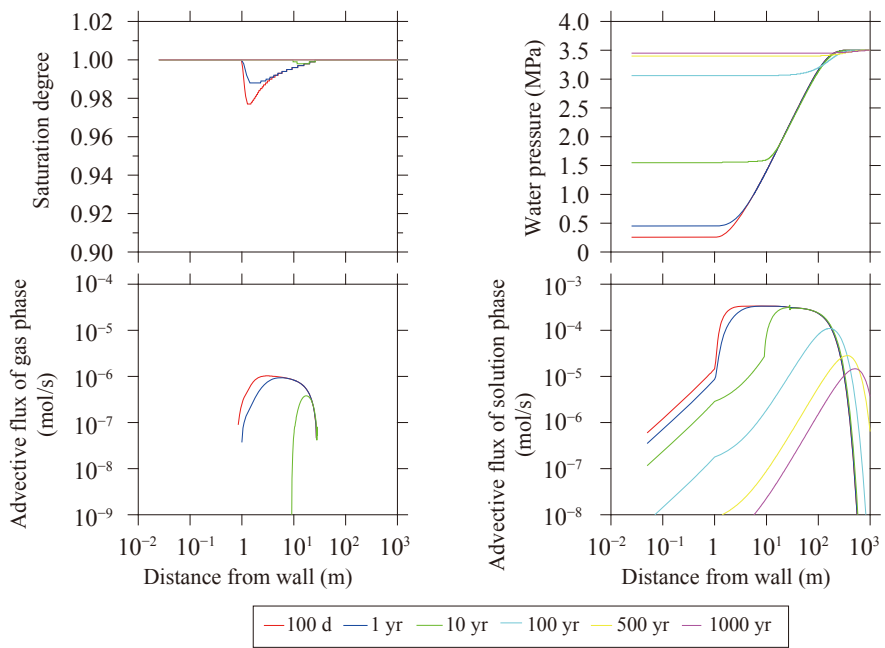 Saturation degree
1.02
1.00
0.98
0.96
0.94
0.92
0.90
Water pressure (MPa)
4.0
3.5
3.0
2.5
2.0
1.5
1.0
0.5
0
Advective flux of gas phase
(mol/s)
10⁻⁴
10⁻⁵
10⁻⁶
10⁻⁷
10⁻⁸
10⁻⁹
10⁻² 10⁻¹ 1 10¹ 10² 10³
Distance from wall (m)
Advective flux of solution phase
(mol/s)
10⁻³
10⁻⁴
10⁻⁵
10⁻⁶
10⁻⁷
10⁻⁸
10⁻² 10⁻¹ 1 10¹ 10² 10³
Distance from wall (m)
100 d 1 yr 10 yr 100 yr 500 yr 1000 yr